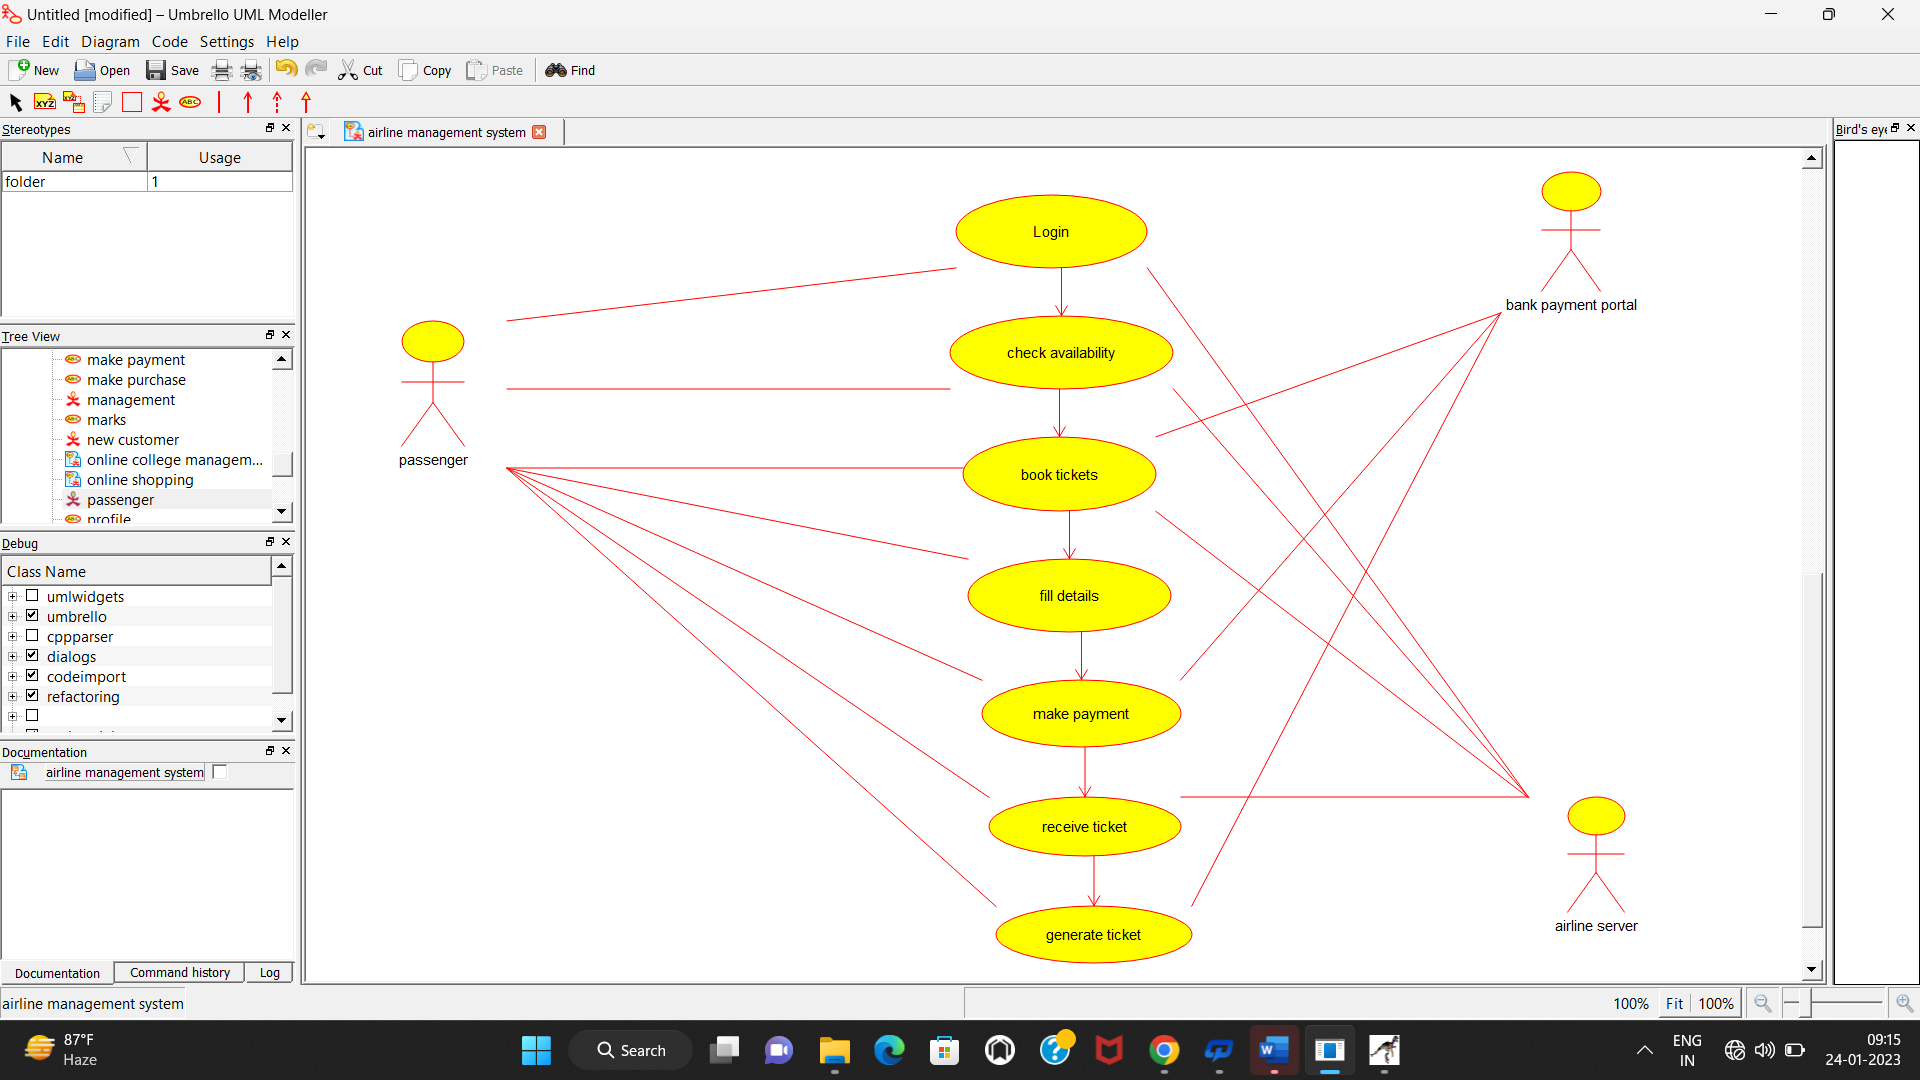 Untitled [modified] – Umbrello UML Modeller
File Edit Diagram Code Settings Help
New Open Save Cut Copy Paste Find
XYZ XYZ ABC
Stereotypes
Name Usage
folder 1
Tree View
make payment
make purchase
management
marks
new customer
online college managem...
online shopping
passenger
profile
Debug
Class Name
umlwidgets
umbrello
cppparser
dialogs
codeimport
refactoring
Documentation
airline management system
Documentation Command history Log
airline management system
airline management system
Login
check availability
book tickets
fill details
make payment
receive ticket
generate ticket
passenger
bank payment portal
airline server
Bird's eye
100% Fit 100%
87°F
Haze
Search
ENG
IN
09:15
24-01-2023